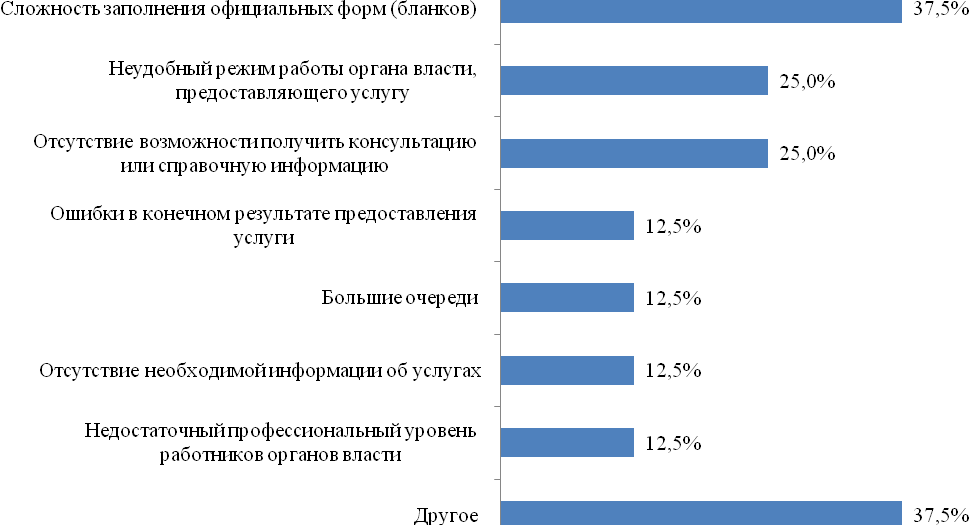 Сложность заполнения официальных форм (бланков)
37,5%
Неудобный режим работы органа власти,
предоставляющего услугу
25,0%
Отсутствие возможности получить консультацию
или справочную информацию
25,0%
Ошибки в конечном результате предоставления
услуги
12,5%
Большие очереди
12,5%
Отсутствие необходимой информации об услугах
12,5%
Недостаточный профессиональный уровень
работников органов власти
12,5%
Другое
37,5%